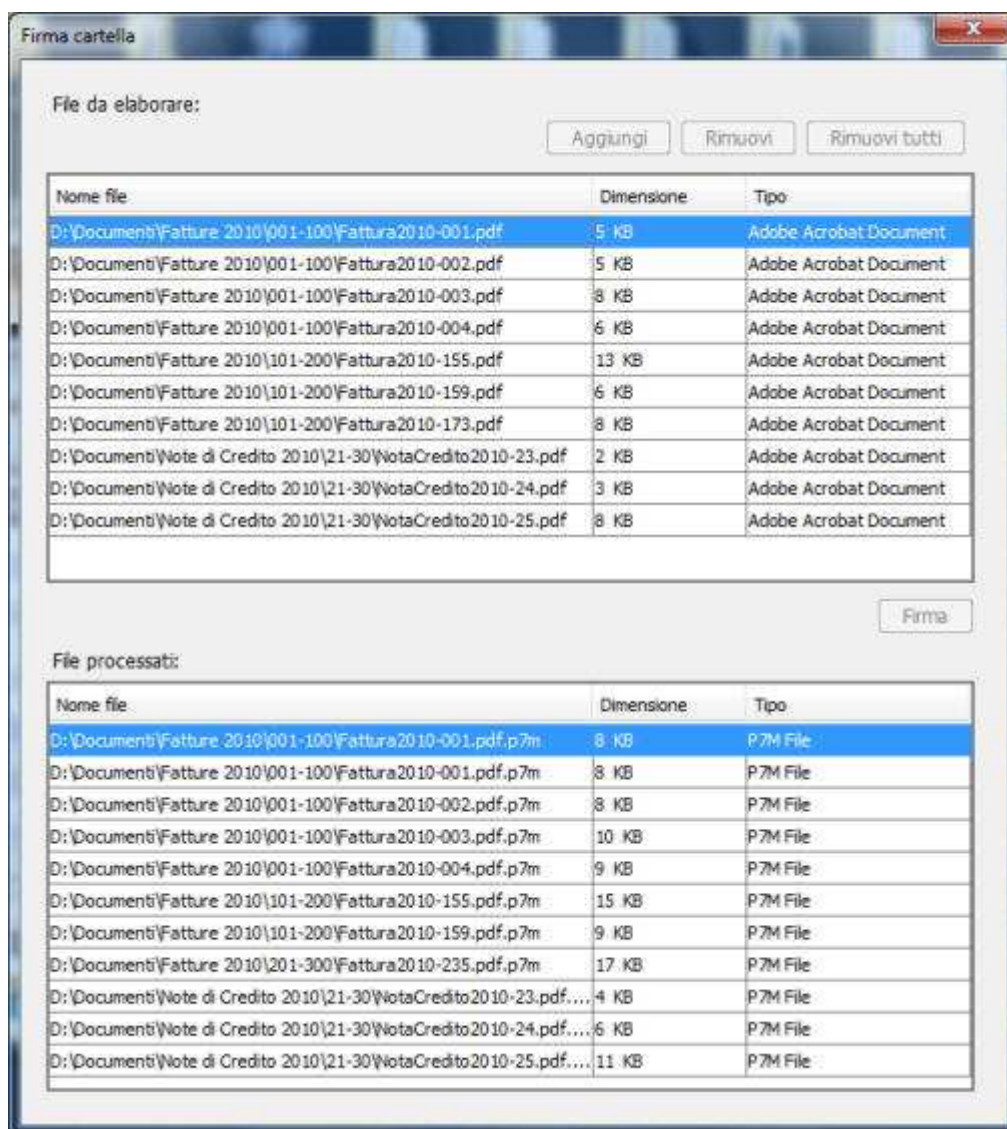 Firma cartella
File da elaborare:
Aggiungi Rimuovi Rimuovi tutti
Nome file Dimensione Tipo
D:\Documenti\Fatture 2010\001-100\Fattura2010-001.pdf 5 KB Adobe Acrobat Document
D:\Documenti\Fatture 2010\001-100\Fattura2010-002.pdf 5 KB Adobe Acrobat Document
D:\Documenti\Fatture 2010\001-100\Fattura2010-003.pdf 8 KB Adobe Acrobat Document
D:\Documenti\Fatture 2010\001-100\Fattura2010-004.pdf 6 KB Adobe Acrobat Document
D:\Documenti\Fatture 2010\101-200\Fattura2010-155.pdf 13 KB Adobe Acrobat Document
D:\Documenti\Fatture 2010\101-200\Fattura2010-159.pdf 6 KB Adobe Acrobat Document
D:\Documenti\Fatture 2010\101-200\Fattura2010-173.pdf 8 KB Adobe Acrobat Document
D:\Documenti\Note di Credito 2010\21-30\NotaCredito2010-23.pdf 2 KB Adobe Acrobat Document
D:\Documenti\Note di Credito 2010\21-30\NotaCredito2010-24.pdf 3 KB Adobe Acrobat Document
D:\Documenti\Note di Credito 2010\21-30\NotaCredito2010-25.pdf 8 KB Adobe Acrobat Document
Firma
File processati:
Nome file Dimensione Tipo
D:\Documenti\Fatture 2010\001-100\Fattura2010-001.pdf.p7m 8 KB P7M File
D:\Documenti\Fatture 2010\001-100\Fattura2010-001.pdf.p7m 8 KB P7M File
D:\Documenti\Fatture 2010\001-100\Fattura2010-002.pdf.p7m 8 KB P7M File
D:\Documenti\Fatture 2010\001-100\Fattura2010-003.pdf.p7m 10 KB P7M File
D:\Documenti\Fatture 2010\001-100\Fattura2010-004.pdf.p7m 9 KB P7M File
D:\Documenti\Fatture 2010\101-200\Fattura2010-155.pdf.p7m 15 KB P7M File
D:\Documenti\Fatture 2010\101-200\Fattura2010-159.pdf.p7m 9 KB P7M File
D:\Documenti\Fatture 2010\201-300\Fattura2010-235.pdf.p7m 17 KB P7M File
D:\Documenti\Note di Credito 2010\21-30\NotaCredito2010-23.pdf.... 4 KB P7M File
D:\Documenti\Note di Credito 2010\21-30\NotaCredito2010-24.pdf.... 6 KB P7M File
D:\Documenti\Note di Credito 2010\21-30\NotaCredito2010-25.pdf.... 11 KB P7M File